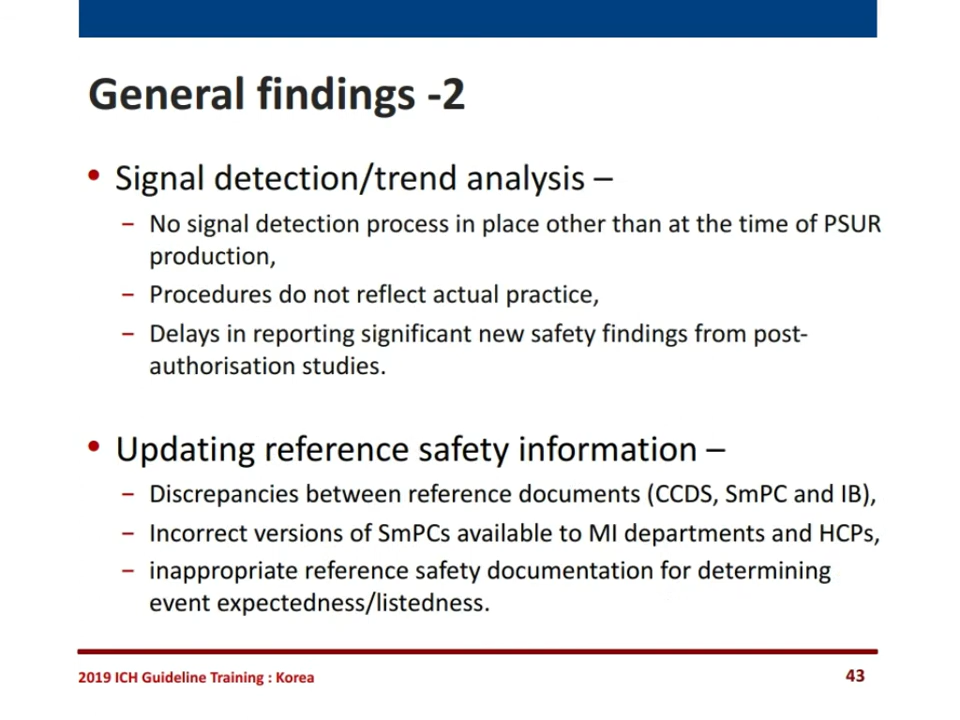 General findings -2
• Signal detection/trend analysis –
– No signal detection process in place other than at the time of PSUR
production,
– Procedures do not reflect actual practice,
– Delays in reporting significant new safety findings from post-
authorisation studies.
• Updating reference safety information –
– Discrepancies between reference documents (CCDS, SmPC and IB),
– Incorrect versions of SmPCs available to MI departments and HCPs,
– inappropriate reference safety documentation for determining
event expectedness/listedness.
2019 ICH Guideline Training : Korea
43